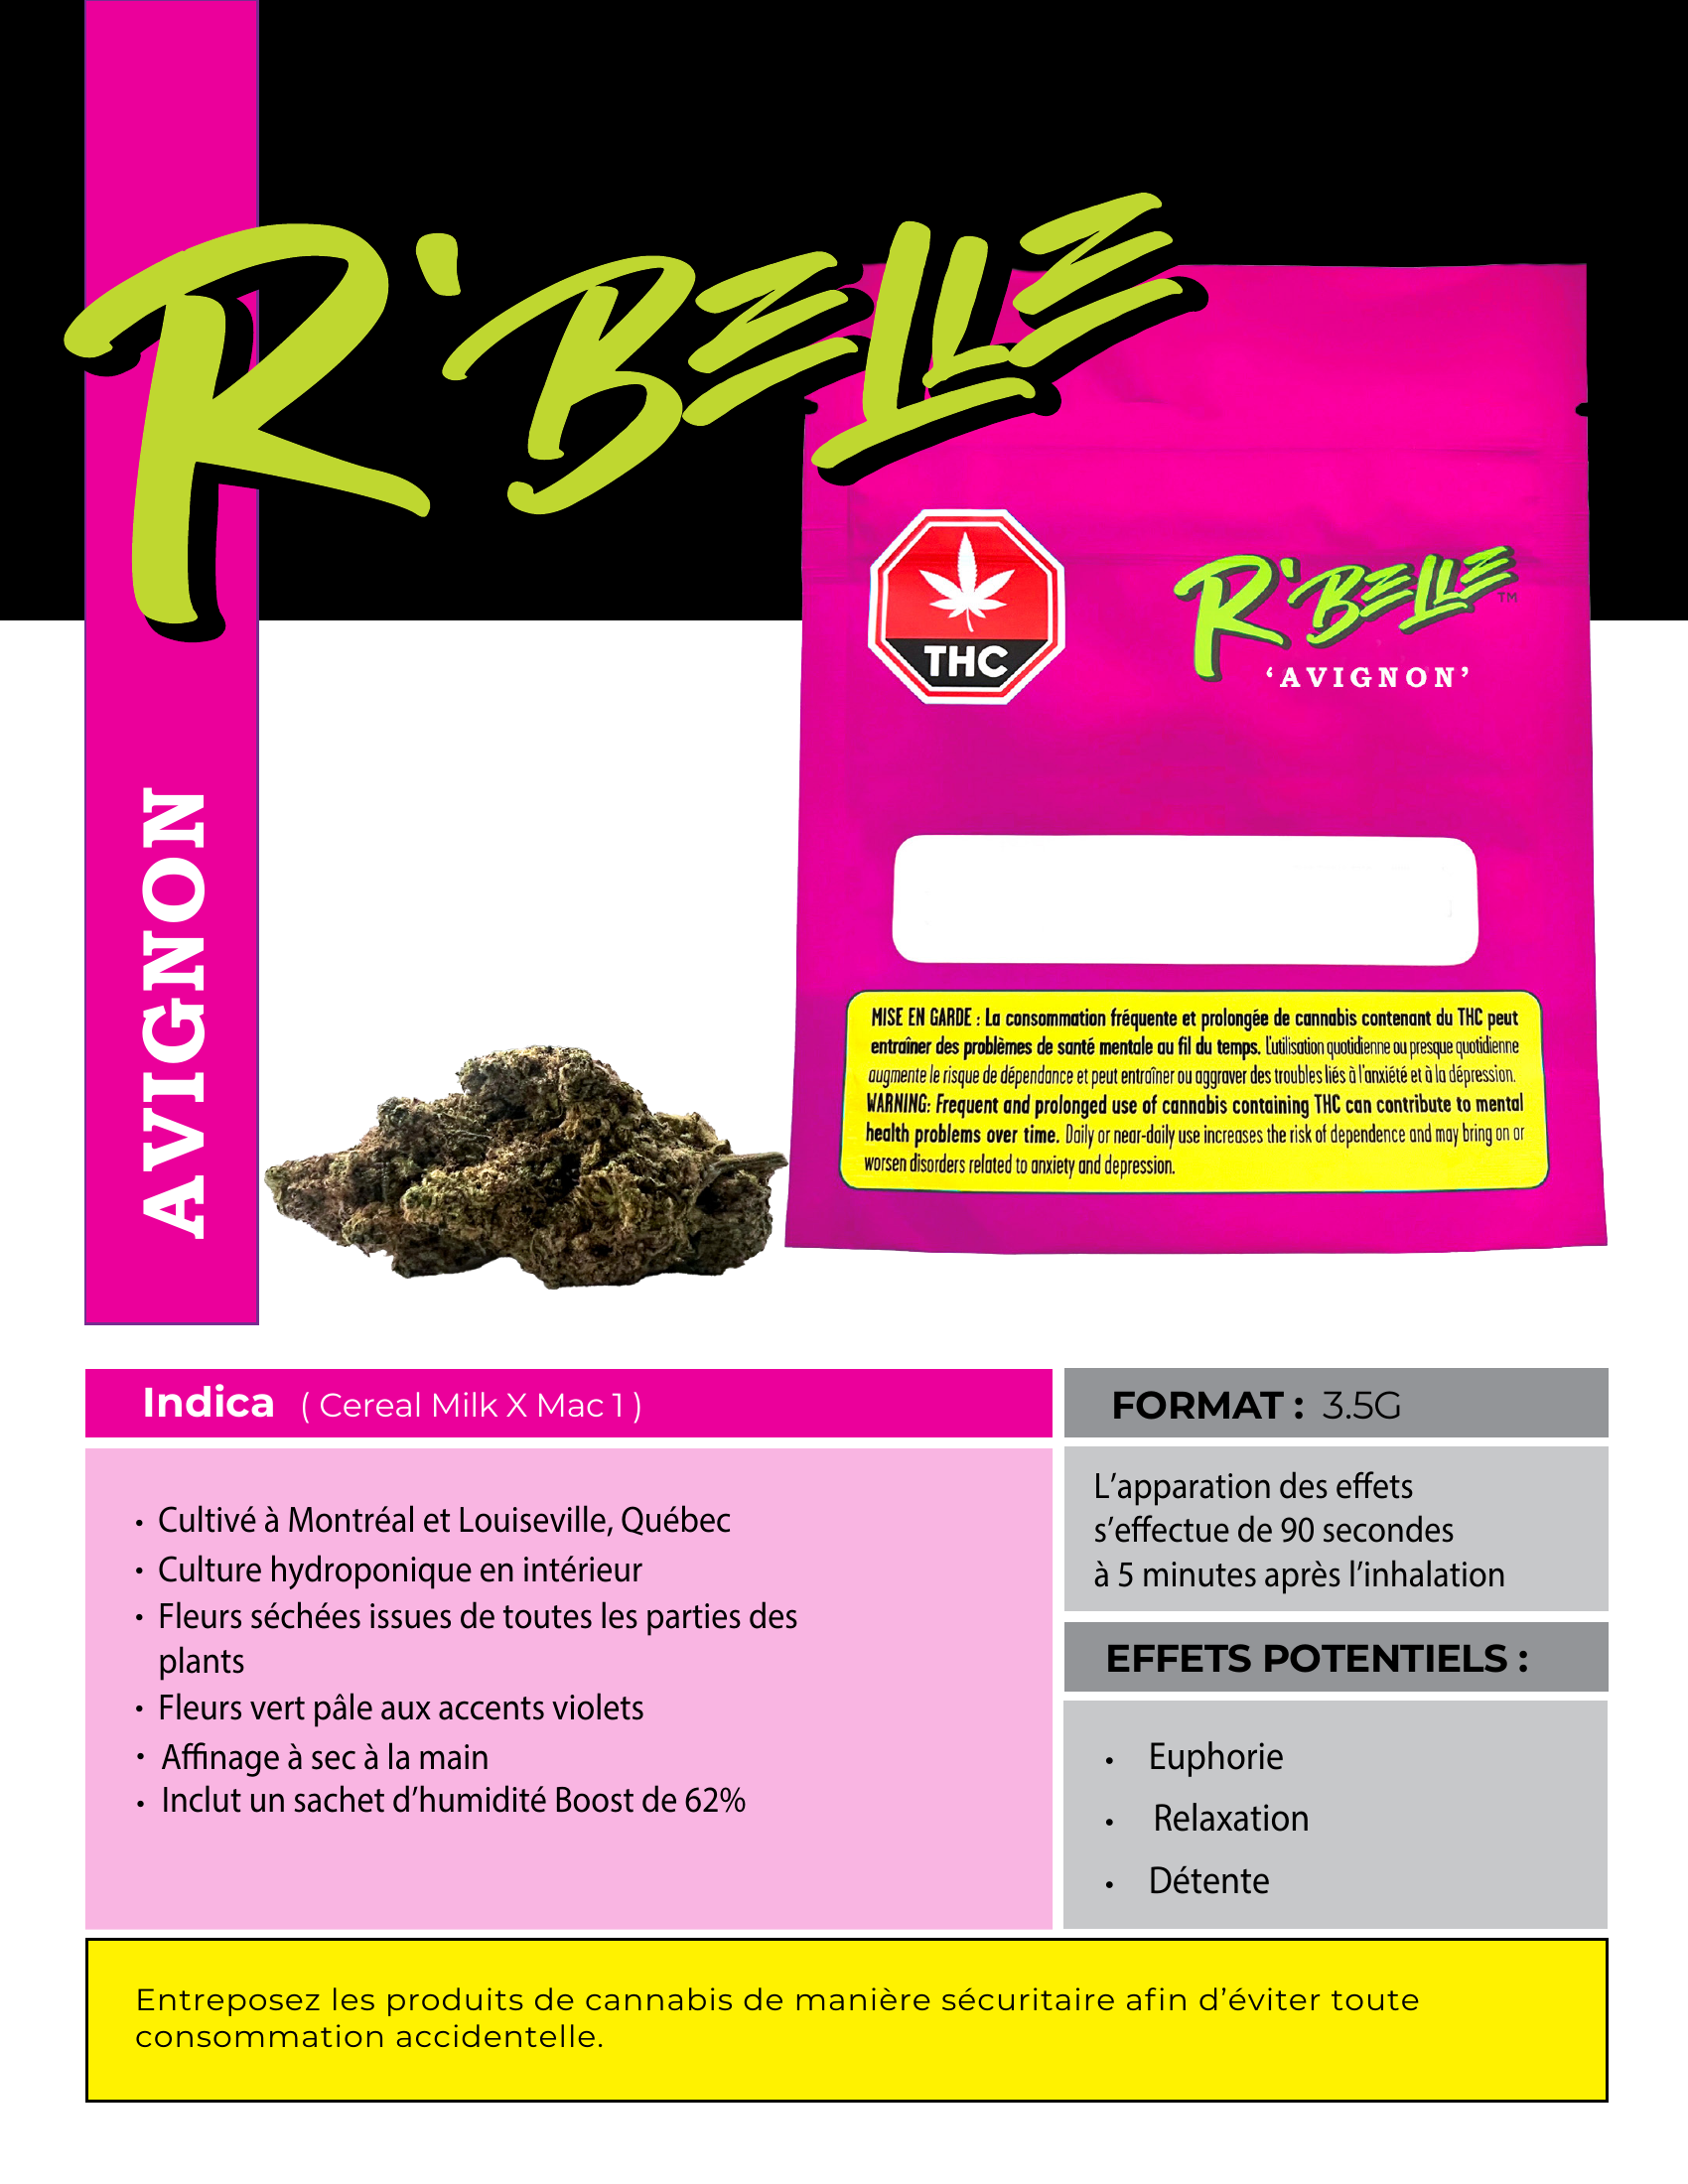 R'BELLE
AVIGNON
THC
R'BELLE™
‘AVIGNON’
MISE EN GARDE : La consommation fréquente et prolongée de cannabis contenant du THC peut
entraîner des problèmes de santé mentale au fil du temps. L'utilisation quotidienne ou presque quotidienne
augmente le risque de dépendance et peut entraîner ou aggraver des troubles liés à l'anxiété et à la dépression.
WARNING: Frequent and prolonged use of cannabis containing THC can contribute to mental
health problems over time. Daily or near-daily use increases the risk of dependence and may bring on or
worsen disorders related to anxiety and depression.
Indica ( Cereal Milk X Mac 1 )
• Cultivé à Montréal et Louiseville, Québec
• Culture hydroponique en intérieur
• Fleurs séchées issues de toutes les parties des
plants
• Fleurs vert pâle aux accents violets
• Affinage à sec à la main
• Inclut un sachet d’humidité Boost de 62%
FORMAT : 3.5G
L’apparation des effets
s’effectue de 90 secondes
à 5 minutes après l’inhalation
EFFETS POTENTIELS :
• Euphorie
• Relaxation
• Détente
Entreposez les produits de cannabis de manière sécuritaire afin d’éviter toute
consommation accidentelle.